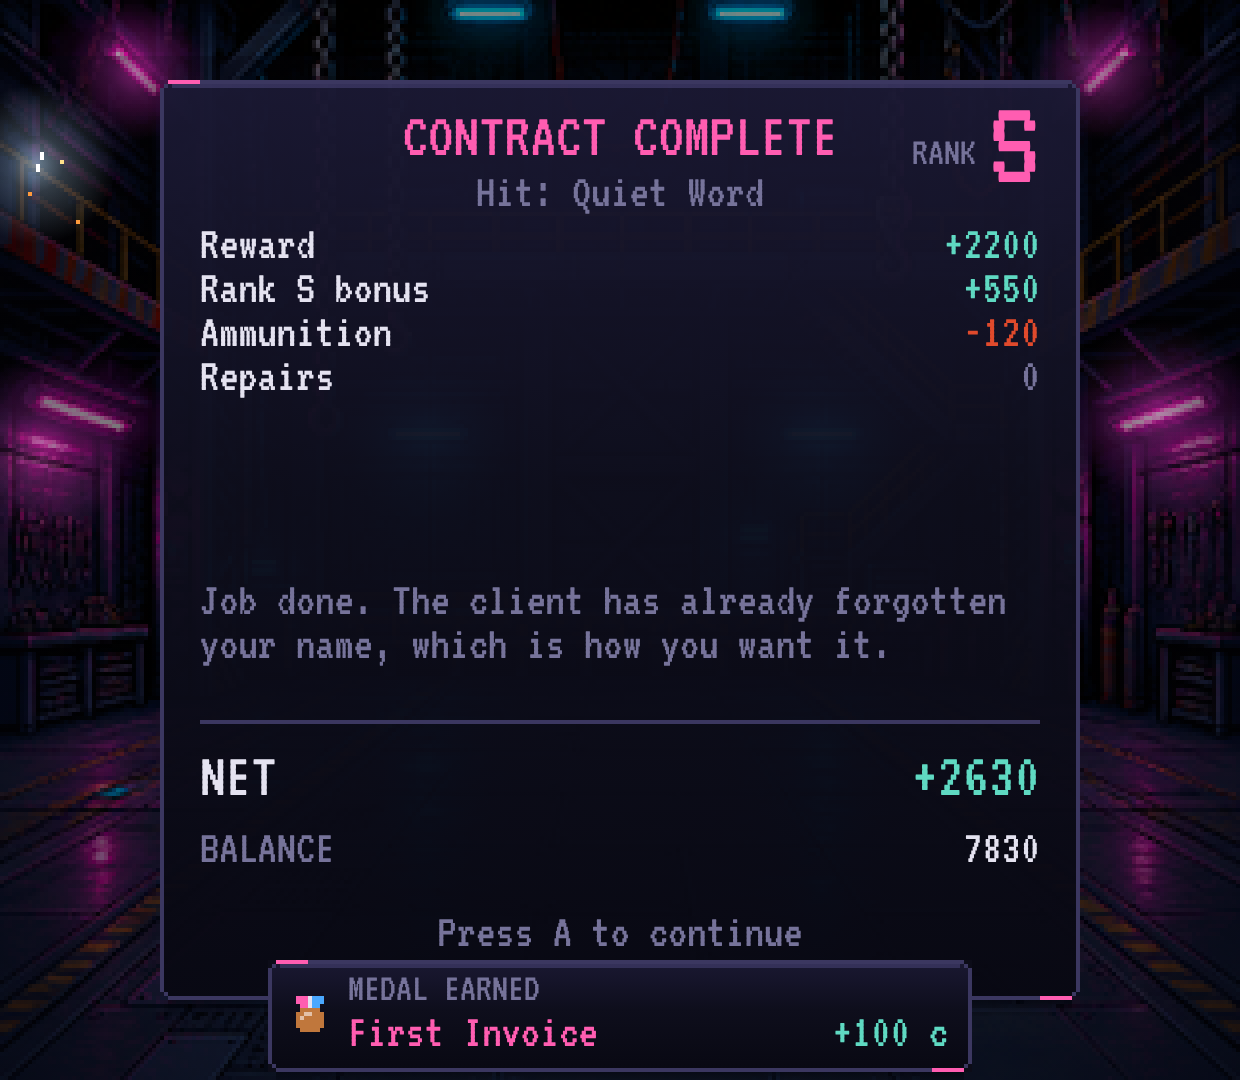 CONTRACT COMPLETE
RANK S
Hit: Quiet Word
Reward +2200
Rank S bonus +550
Ammunition -120
Repairs 0
Job done. The client has already forgotten
your name, which is how you want it.
NET +2630
BALANCE 7830
Press A to continue
MEDAL EARNED
First Invoice +100 c